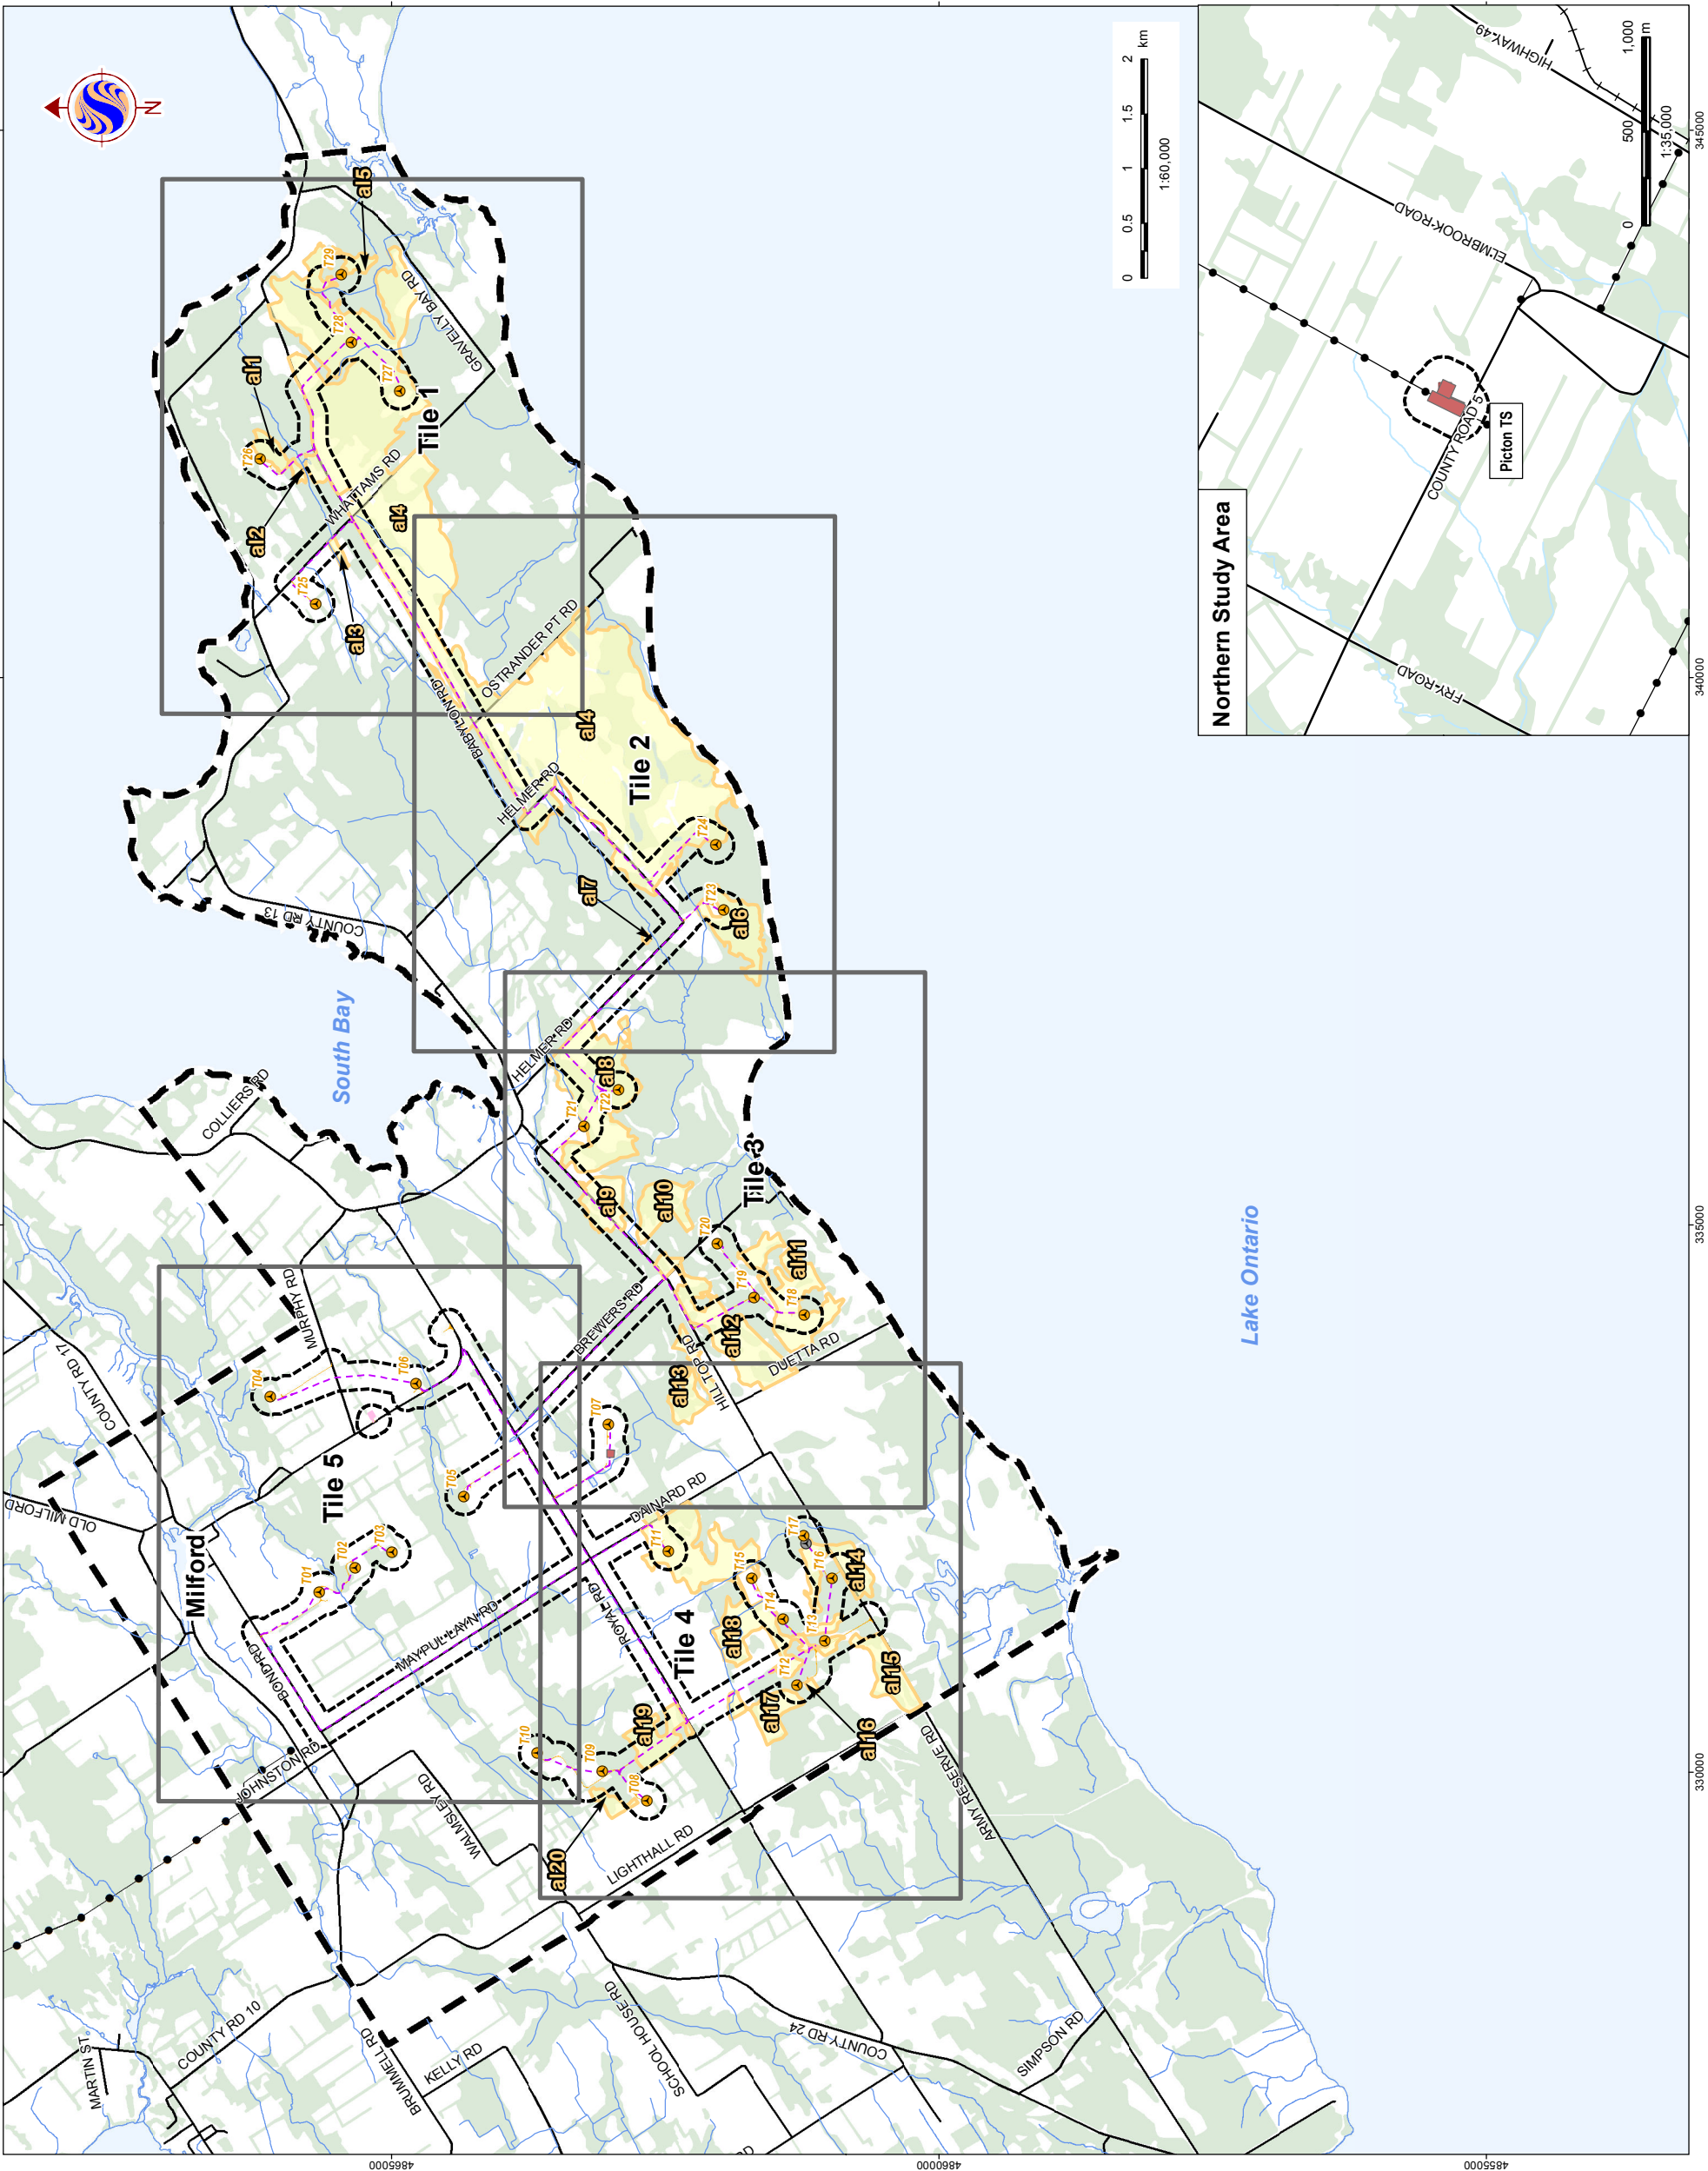 N
0 0.5 1 1.5 2
km
1:60,000
al5
T29
T28
GRAVELLY BAY RD
al1
T27
T26
Tile 1
WHATTAMS RD
al2
al4
T25
al3
OSTRANDER PT RD
BABYLON RD
al4
Tile 2
HELMER RD
T24
T23
al7
al6
COUNTY RD 13
South Bay
HELMER RD
COLLIERS RD
al8
T22
T21
Tile 3
al9
al10
T20
al11
T19
T18
Lake Ontario
MURPHY RD
BREWERS RD
al12
HILL TOP RD
DUETTA RD
al13
COUNTY RD 17
T04
T06
T07
Tile 5
T05
OLD MILFORD
DAINARD RD
Milford
T03
T02
T01
T11
T17
T16
T15
al14
T14
T13
al18
T12
ROYAL RD
Tile 4
MAYPUL LAYN RD
BOND RD
al15
al17
al16
al19
T10
T09
T08
JOHNSTON RD
ARMY RESERVE RD
WALMSLEY RD
LIGHTHALL RD
al20
COUNTY RD 10
SCHOOL HOUSE RD
COUNTY RD 24
SIMPSON RD
MARTIN ST
BRUMMELL RD
KELLY RD
RD
Northern Study Area
HIGHWAY 49
ELMBROOK ROAD
COUNTY ROAD 5
Picton TS
FRY ROAD
0 500 1,000
m
1:35,000
345000
340000
335000
330000
4865000
4860000
4855000